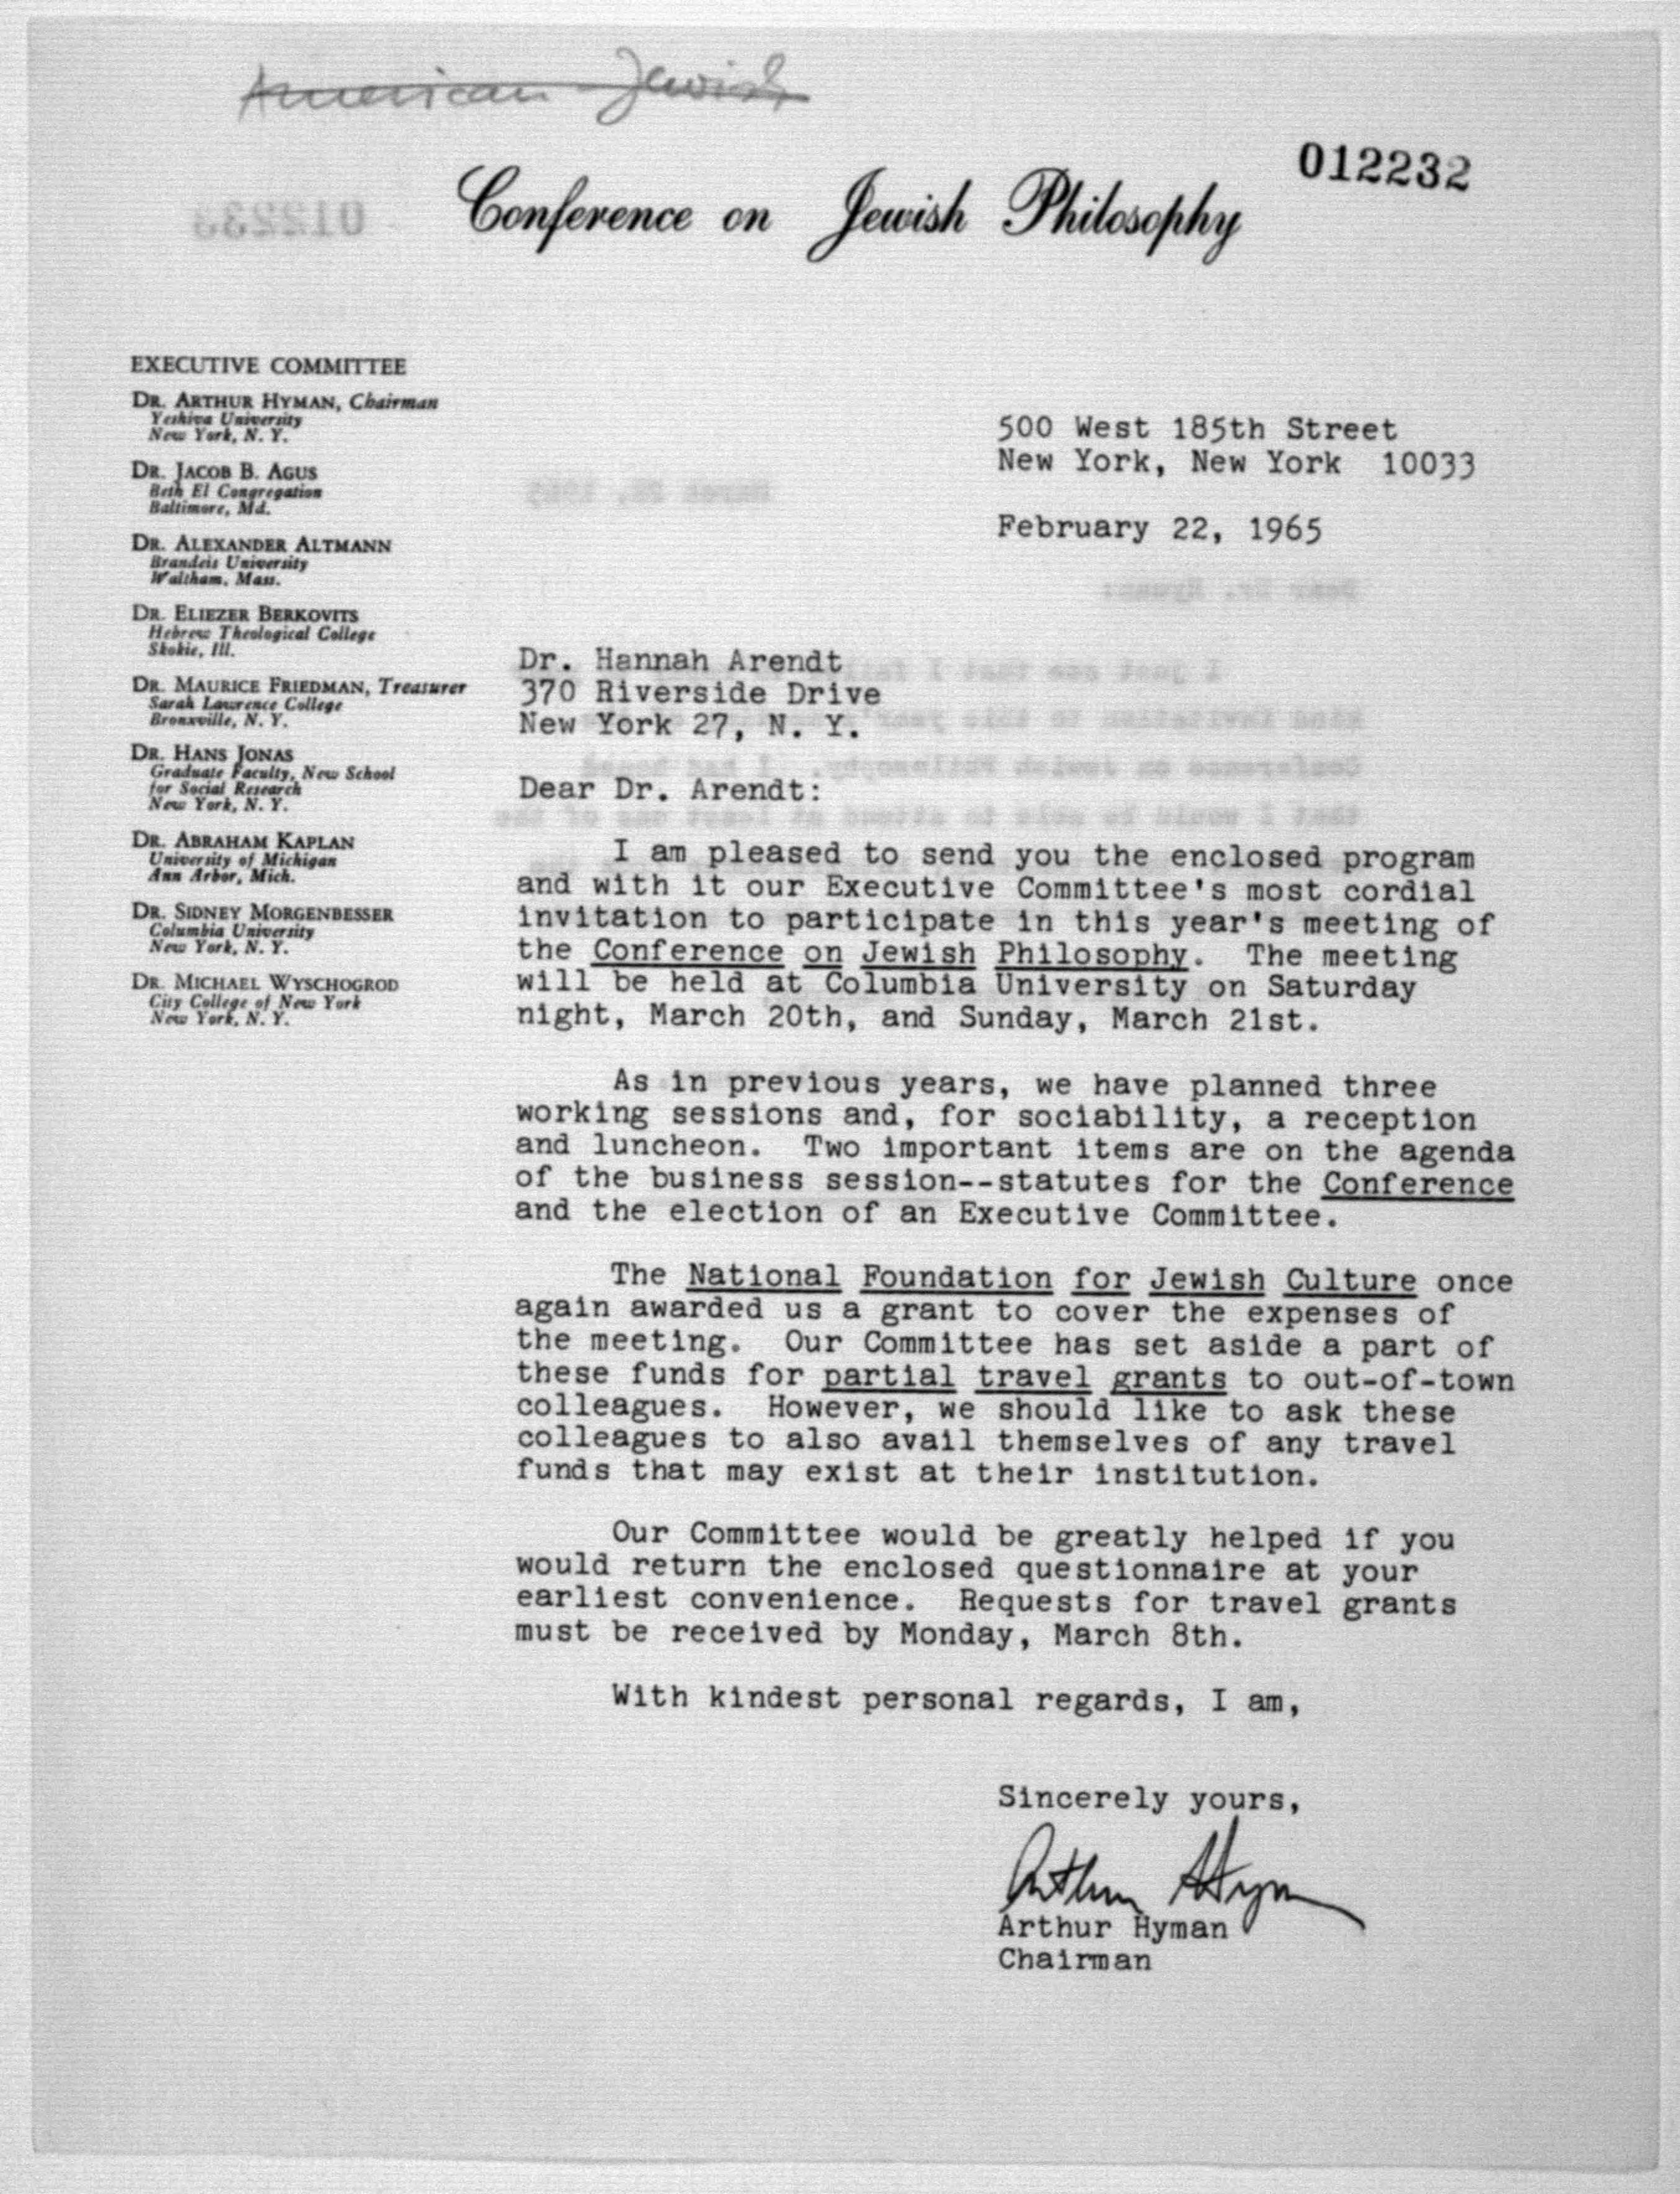 American Jewish
012232
Conference on Jewish Philosophy
EXECUTIVE COMMITTEE
DR. ARTHUR HYMAN, Chairman
Yeshiva University
New York, N. Y.
DR. JACOB B. AGUS
Beth El Congregation
Baltimore, Md.
DR. ALEXANDER ALTMANN
Brandeis University
Waltham, Mass.
DR. ELIEZER BERKOVITS
Hebrew Theological College
Skokie, Ill.
DR. MAURICE FRIEDMAN, Treasurer
Sarah Lawrence College
Bronxville, N. Y.
DR. HANS JONAS
Graduate Faculty, New School
for Social Research
New York, N. Y.
DR. ABRAHAM KAPLAN
University of Michigan
Ann Arbor, Mich.
DR. SIDNEY MORGENBESSER
Columbia University
New York, N. Y.
DR. MICHAEL WYSCHOGROD
City College of New York
New York, N. Y.
500 West 185th Street
New York, New York 10033
February 22, 1965
Dr. Hannah Arendt
370 Riverside Drive
New York 27, N. Y.
Dear Dr. Arendt:
I am pleased to send you the enclosed program
and with it our Executive Committee's most cordial
invitation to participate in this year's meeting of
the Conference on Jewish Philosophy. The meeting
will be held at Columbia University on Saturday
night, March 20th, and Sunday, March 21st.
As in previous years, we have planned three
working sessions and, for sociability, a reception
and luncheon. Two important items are on the agenda
of the business session--statutes for the Conference
and the election of an Executive Committee.
The National Foundation for Jewish Culture once
again awarded us a grant to cover the expenses of
the meeting. Our Committee has set aside a part of
these funds for partial travel grants to out-of-town
colleagues. However, we should like to ask these
colleagues to also avail themselves of any travel
funds that may exist at their institution.
Our Committee would be greatly helped if you
would return the enclosed questionnaire at your
earliest convenience. Requests for travel grants
must be received by Monday, March 8th.
With kindest personal regards, I am,
Sincerely yours,
Arthur Hyman
Arthur Hyman
Chairman